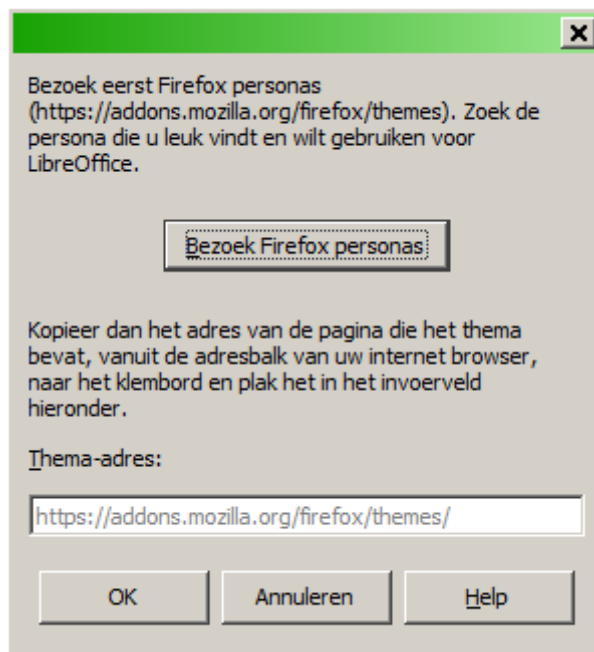 Bezoek eerst Firefox personas
(https://addons.mozilla.org/firefox/themes). Zoek de
persona die u leuk vindt en wilt gebruiken voor
LibreOffice.
Bezoek Firefox personas
Kopieer dan het adres van de pagina die het thema
bevat, vanuit de adresbalk van uw internet browser,
naar het klembord en plak het in het invoerveld
hieronder.
Thema-adres:
https://addons.mozilla.org/firefox/themes/
OK Annuleren Help